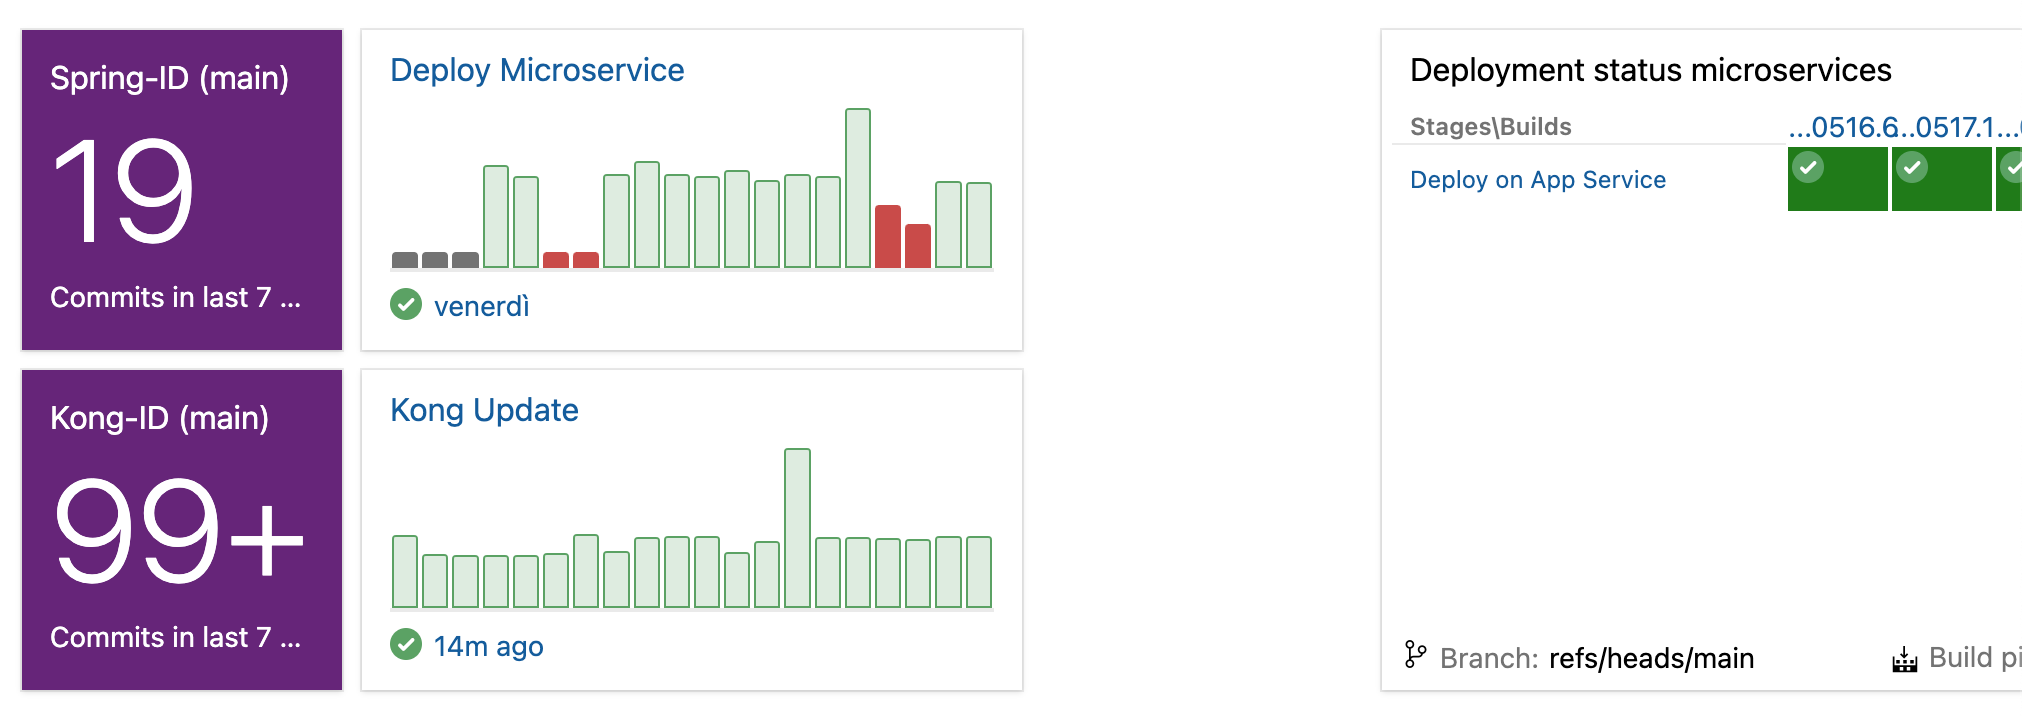 Spring-ID (main)
19
Commits in last 7 ...
Deploy Microservice
venerdì
Kong-ID (main)
99+
Commits in last 7 ...
Kong Update
14m ago
Deployment status microservices
Stages\Builds ...0516.6 ...0517.1 ...
Deploy on App Service
Branch: refs/heads/main Build pi